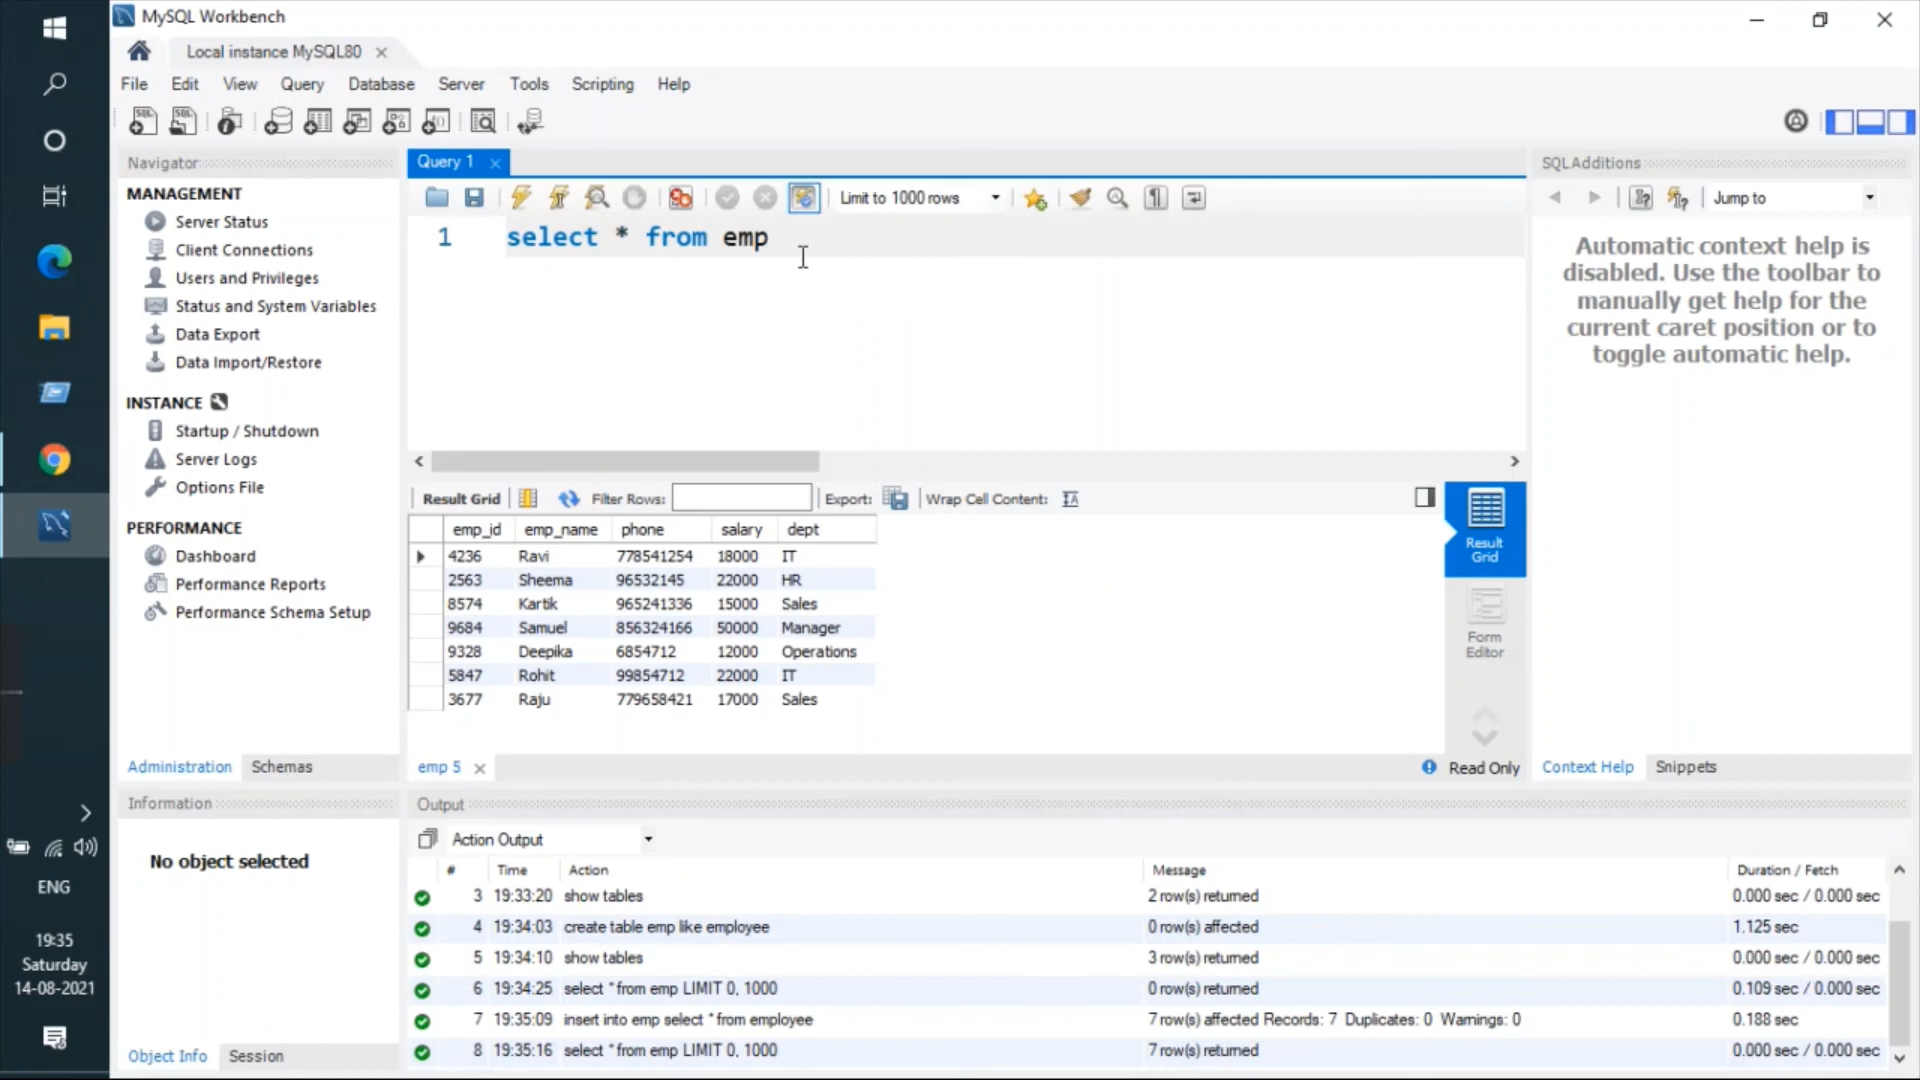 MySQL Workbench
Local instance MySQL80
File Edit View Query Database Server Tools Scripting Help
Navigator
MANAGEMENT
Server Status
Client Connections
Users and Privileges
Status and System Variables
Data Export
Data Import/Restore
INSTANCE
Startup / Shutdown
Server Logs
Options File
PERFORMANCE
Dashboard
Performance Reports
Performance Schema Setup
Administration Schemas
Information
No object selected
Object Info Session
Query 1
Limit to 1000 rows
1 select * from emp
Result Grid Filter Rows: Export: Wrap Cell Content:
emp_id emp_name phone salary dept
4236 Ravi 778541254 18000 IT
2563 Sheema 96532145 22000 HR
8574 Kartik 965241336 15000 Sales
9684 Samuel 856324166 50000 Manager
9328 Deepika 6854712 12000 Operations
5847 Rohit 99854712 22000 IT
3677 Raju 779658421 17000 Sales
Result
Grid
Form
Editor
emp 5
Read Only
SQLAdditions
Jump to
Automatic context help is
disabled. Use the toolbar to
manually get help for the
current caret position or to
toggle automatic help.
Context Help Snippets
Output
Action Output
# Time Action Message Duration / Fetch
3 19:33:20 show tables 2 row(s) returned 0.000 sec / 0.000 sec
4 19:34:03 create table emp like employee 0 row(s) affected 1.125 sec
5 19:34:10 show tables 3 row(s) returned 0.000 sec / 0.000 sec
6 19:34:25 select * from emp LIMIT 0, 1000 0 row(s) returned 0.109 sec / 0.000 sec
7 19:35:09 insert into emp select * from employee 7 row(s) affected Records: 7 Duplicates: 0 Warnings: 0 0.188 sec
8 19:35:16 select * from emp LIMIT 0, 1000 7 row(s) returned 0.000 sec / 0.000 sec
ENG
19:35
Saturday
14-08-2021